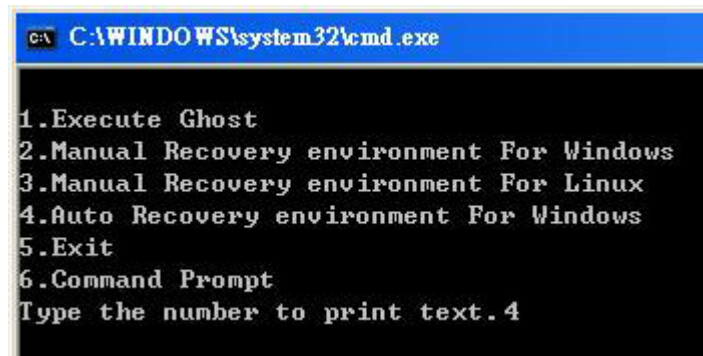 C:\WINDOWS\system32\cmd.exe
1.Execute Ghost
2.Manual Recovery environment For Windows
3.Manual Recovery environment For Linux
4.Auto Recovery environment For Windows
5.Exit
6.Command Prompt
Type the number to print text.4